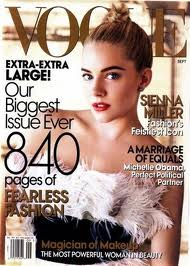 VOGUE
SEPT
EXTRA-EXTRA
LARGE!
Our
Biggest
Issue Ever
840
pages of
FEARLESS
FASHION
SIENNA
MILLER
Fashion's
Feistiest Icon
A MARRIAGE
OF EQUALS
Michelle Obama's
Perfect Political
Partner
Magician of Makeup
THE MOST POWERFUL WOMAN IN BEAUTY